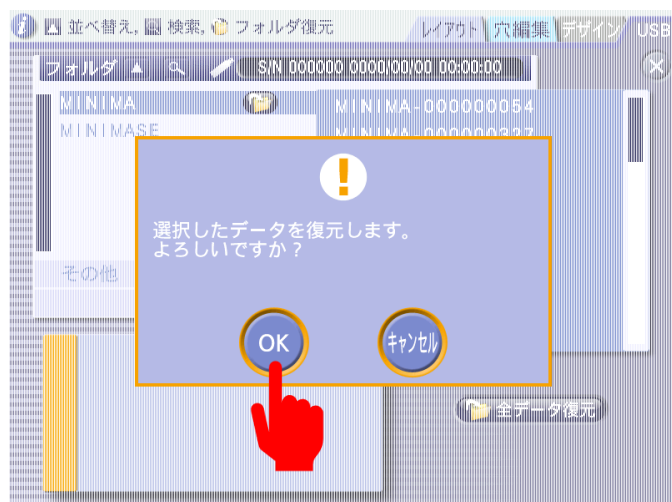 並べ替え, 検索, フォルダ復元
レイアウト 穴編集 デザイン USB
フォルダ ▲ S/N 000000 0000/00/00 00:00:00
MINIMA
MINIMASE
その他
MINIMA-000000054
MINIMA-000000327
!
選択したデータを復元します。
よろしいですか?
OK
キャンセル
全データ復元